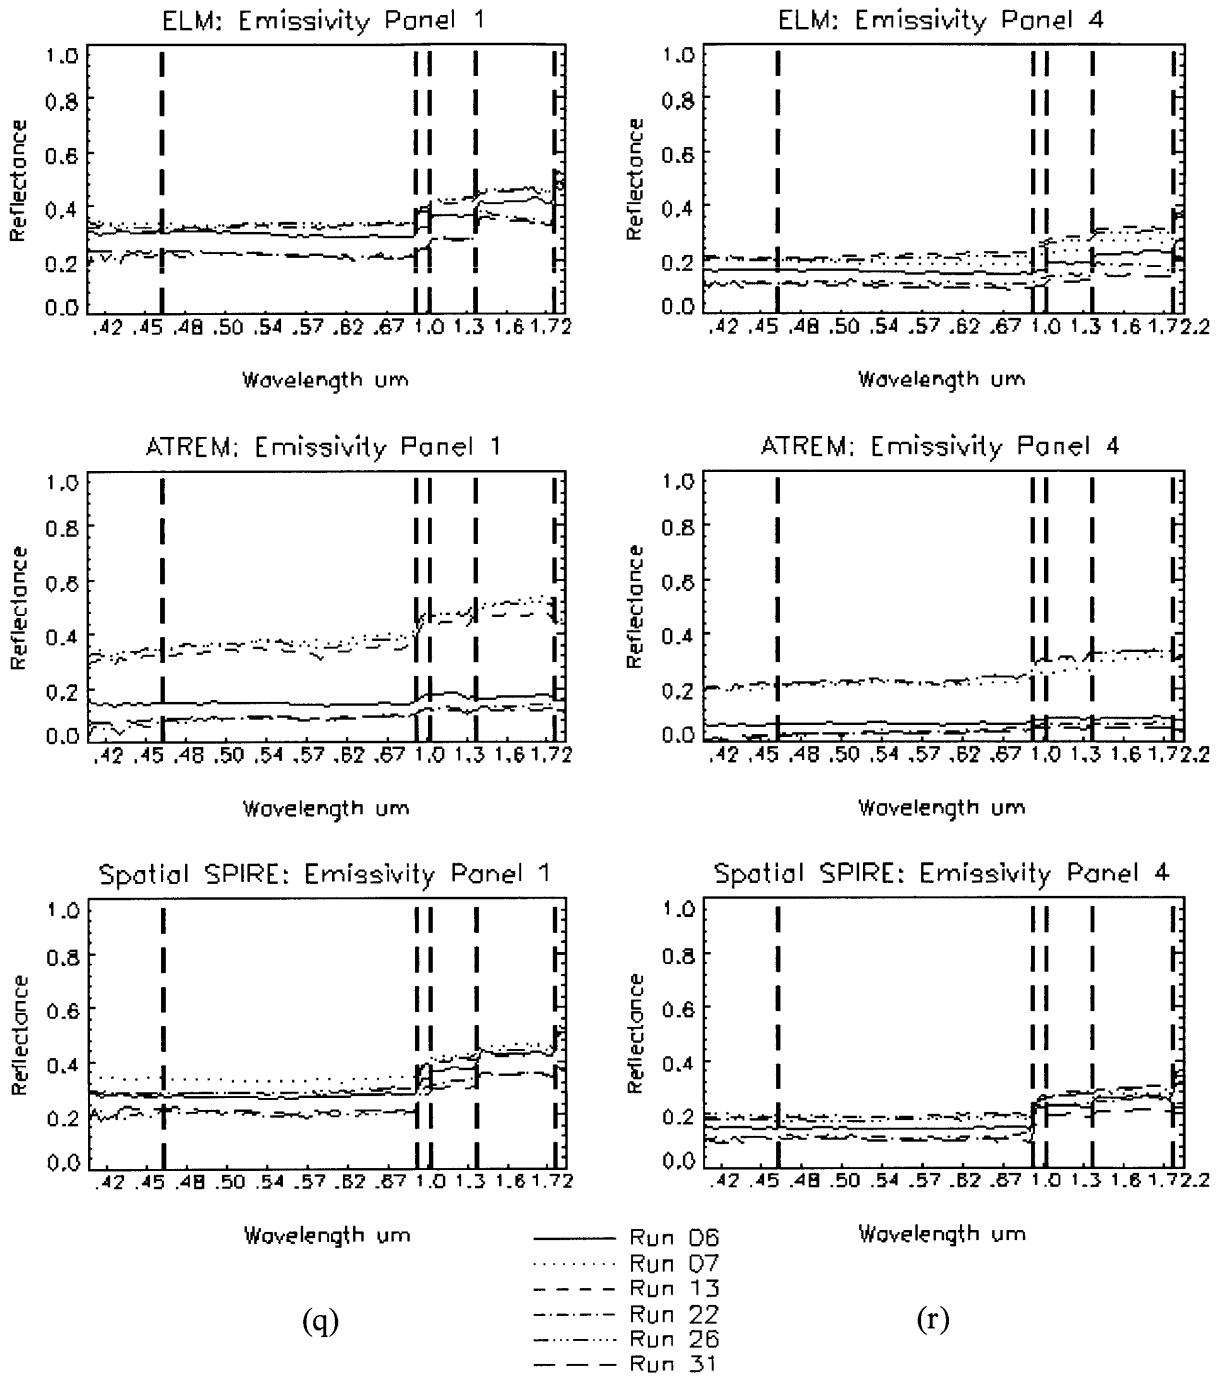 ELM: Emissivity Panel 1
1.0
0.8
0.6
0.4
0.2
0.0
Reflectance
.42 .45 .48 .50 .54 .57 .62 .67 1.0 1.3 1.6 1.72
Wavelength um
ELM: Emissivity Panel 4
1.0
0.8
0.6
0.4
0.2
0.0
Reflectance
.42 .45 .48 .50 .54 .57 .62 .67 1.0 1.3 1.6 1.72.2
Wavelength um
ATREM: Emissivity Panel 1
1.0
0.8
0.6
0.4
0.2
0.0
Reflectance
.42 .45 .48 .50 .54 .57 .62 .67 1.0 1.3 1.6 1.72
Wavelength um
ATREM: Emissivity Panel 4
1.0
0.8
0.6
0.4
0.2
0.0
Reflectance
.42 .45 .48 .50 .54 .57 .62 .67 1.0 1.3 1.6 1.72.2
Wavelength um
Spatial SPIRE: Emissivity Panel 1
1.0
0.8
0.6
0.4
0.2
0.0
Reflectance
.42 .45 .48 .50 .54 .57 .62 .67 1.0 1.3 1.6 1.72
Wavelength um
Spatial SPIRE: Emissivity Panel 4
1.0
0.8
0.6
0.4
0.2
0.0
Reflectance
.42 .45 .48 .50 .54 .57 .62 .67 1.0 1.3 1.6 1.72.2
Wavelength um
Run 06
Run 07
Run 13
Run 22
Run 26
Run 31
(q)
(r)